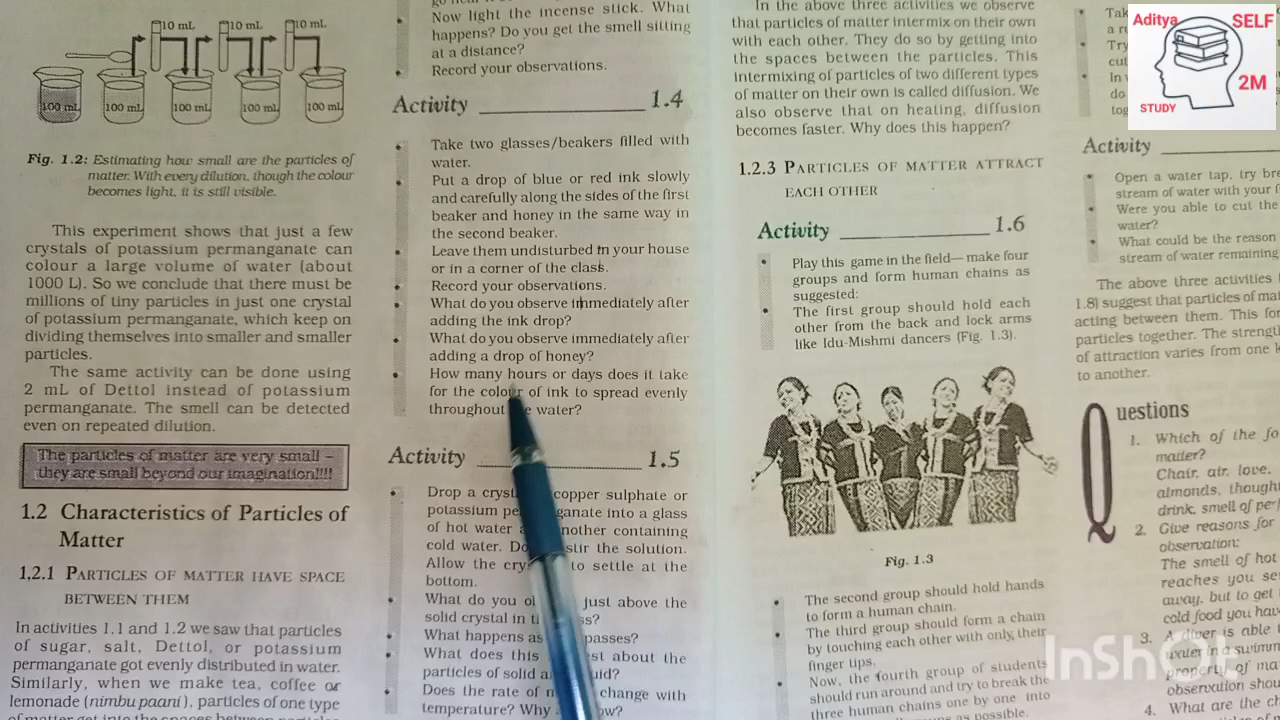 10 mL
10 mL
10 mL
100 mL
100 mL
100 mL
100 mL
100 mL
Fig. 1.2: Estimating how small are the particles of
matter. With every dilution, though the colour
becomes light, it is still visible.
This experiment shows that just a few
crystals of potassium permanganate can
colour a large volume of water (about
1000 L). So we conclude that there must be
millions of tiny particles in just one crystal
of potassium permanganate, which keep on
dividing themselves into smaller and smaller
particles.
The same activity can be done using
2 mL of Dettol instead of potassium
permanganate. The smell can be detected
even on repeated dilution.
The particles of matter are very small –
they are small beyond our imagination!!!!
1.2 Characteristics of Particles of
Matter
1.2.1 PARTICLES OF MATTER HAVE SPACE
BETWEEN THEM
In activities 1.1 and 1.2 we saw that particles
of sugar, salt, Dettol, or potassium
permanganate got evenly distributed in water.
Similarly, when we make tea, coffee or
lemonade (nimbu paani), particles of one type
of matter get into the spaces between particles
Now light the incense stick. What
happens? Do you get the smell sitting
at a distance?
Record your observations.
Activity 1.4
Take two glasses/beakers filled with
water.
Put a drop of blue or red ink slowly
and carefully along the sides of the first
beaker and honey in the same way in
the second beaker.
Leave them undisturbed in your house
or in a corner of the class.
Record your observations.
What do you observe immediately after
adding the ink drop?
What do you observe immediately after
adding a drop of honey?
How many hours or days does it take
for the colour of ink to spread evenly
throughout water?
Activity 1.5
Drop a copper sulphate or
potassium into a glass
of hot water containing
cold water. stir the solution.
Allow the to settle at the
bottom.
What do you just above the
solid crystal in
What happens as passes?
What does this about the
particles of solid
Does the rate of change with
temperature? Why
In the above three activities we observe
that particles of matter intermix on their own
with each other. They do so by getting into
the spaces between the particles. This
intermixing of particles of two different types
of matter on their own is called diffusion. We
also observe that on heating, diffusion
becomes faster. Why does this happen?
1.2.3 PARTICLES OF MATTER ATTRACT
EACH OTHER
Activity 1.6
Play this game in the field— make four
groups and form human chains as
suggested:
The first group should hold each
other from the back and lock arms
like Idu-Mishmi dancers (Fig. 1.3).
Fig. 1.3
The second group should hold hands
to form a human chain.
The third group should form a chain
by touching each other with only their
finger tips.
Now, the fourth group of students
should run around and try to break the
three human chains one by one into
as possible.
Activity
Open a water tap, try
stream of water with your
Were you able to cut the
water?
What could be the reason
stream of water remaining
The above three activities
1.8) suggest that particles of
acting between them. This
particles together. The
of attraction varies from one
to another.
Questions
1. Which of the
matter?
Chair, air, love,
almonds,
drink, smell of
2. Give reasons for
observation:
The smell of hot
reaches you
away, but to get
cold food you
3. A diver is able
water in a
property of
observation
4. What are the
Aditya
SELF
2M
STUDY
InShOt